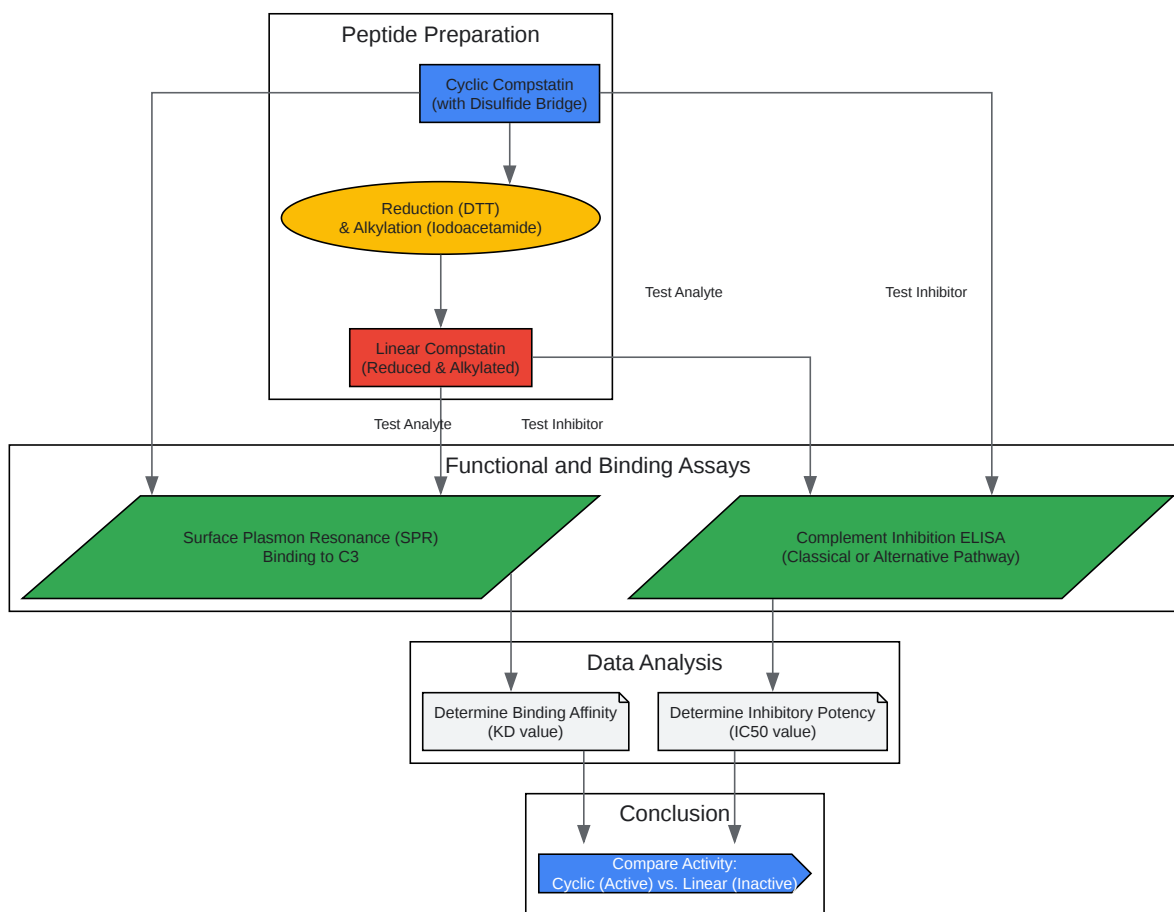 Peptide Preparation
Cyclic Compstatin
(with Disulfide Bridge)
Reduction (DTT)
& Alkylation (Iodoacetamide)
Test Analyte
Test Inhibitor
Linear Compstatin
(Reduced & Alkylated)
Test Analyte
Test Inhibitor
Functional and Binding Assays
Surface Plasmon Resonance (SPR)
Binding to C3
Complement Inhibition ELISA
(Classical or Alternative Pathway)
Data Analysis
Determine Binding Affinity
(KD value)
Determine Inhibitory Potency
(IC50 value)
Conclusion
Compare Activity:
Cyclic (Active) vs. Linear (Inactive)